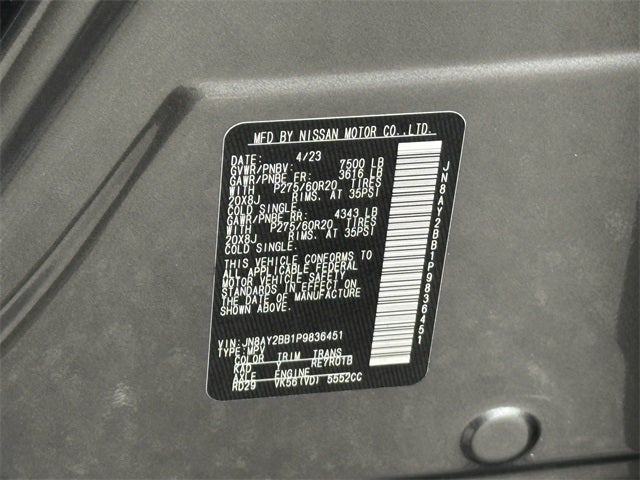 MFD BY NISSAN MOTOR CO.,LTD.
DATE: 4/23
GVWR/PNBV: 7500 LB
GAWR/PNBE FR: 3616 LB
WITH P275/60R20 TIRES
20X8J RIMS. AT 35PSI
COLD SINGLE.
GAWR/PNBE RR: 4343 LB
WITH P275/60R20 TIRES
20X8J RIMS. AT 35PSI
COLD SINGLE.
THIS VEHICLE CONFORMS TO
ALL APPLICABLE FEDERAL
MOTOR VEHICLE SAFETY
STANDARDS IN EFFECT ON
THE DATE OF MANUFACTURE
SHOWN ABOVE.
VIN:JN8AY2BB1P9836451
TYPE:MPV
COLOR TRIM TRANS
KAD Y RE7R01B
AXLE ENGINE
RD29 VK56(VD) 5552CC
JN8AY2BB1P9836451